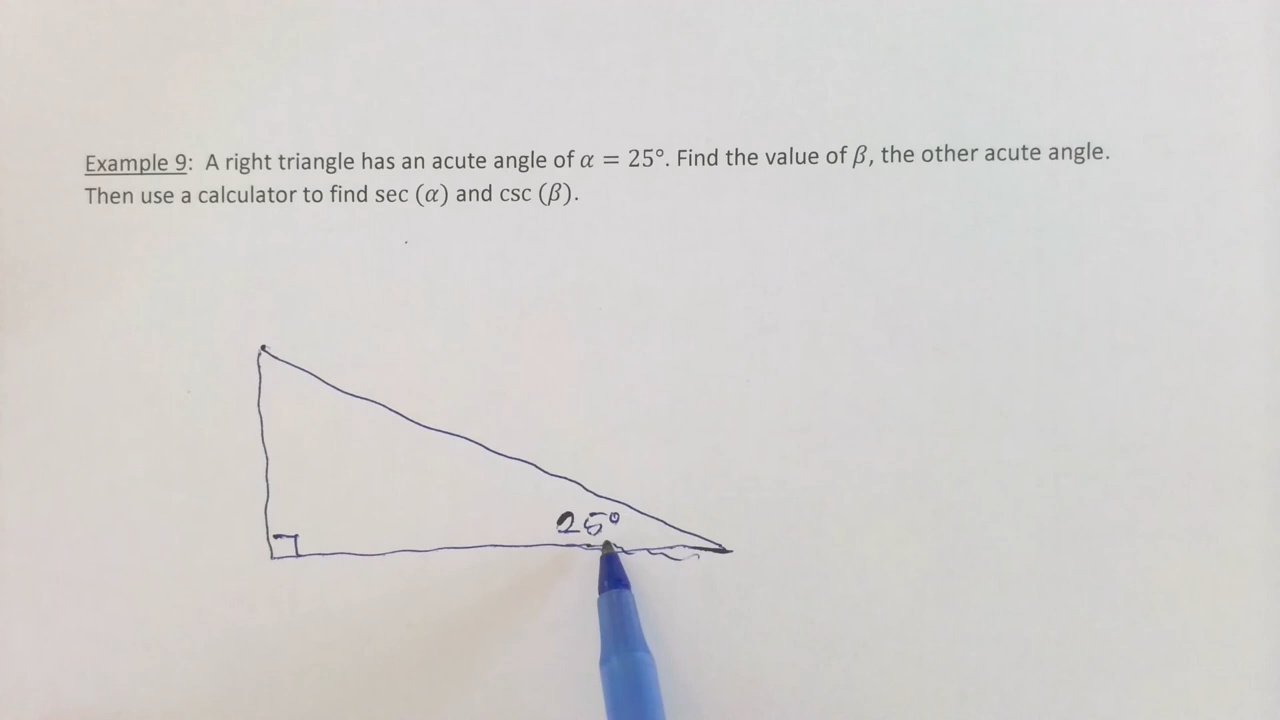 Example 9: A right triangle has an acute angle of α = 25°. Find the value of β, the other acute angle.
Then use a calculator to find sec (α) and csc (β).
25°